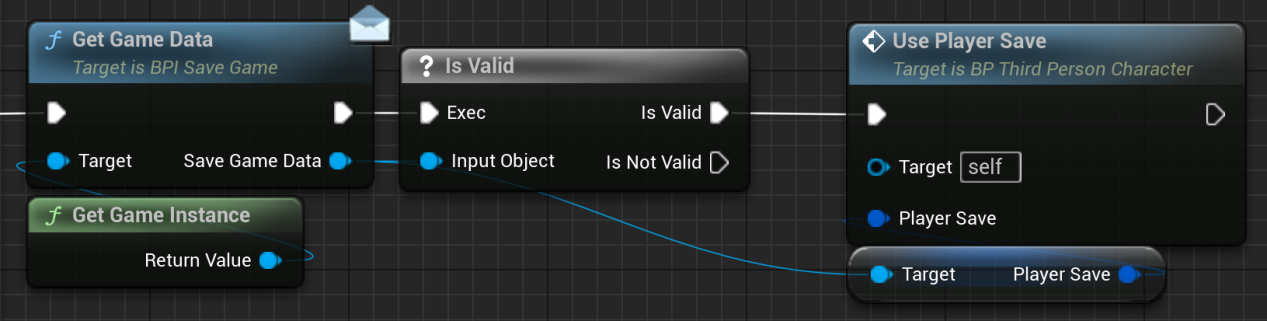 Get Game Data
Target is BPI Save Game
Target
Save Game Data
Get Game Instance
Return Value
? Is Valid
Exec
Is Valid
Input Object
Is Not Valid
Use Player Save
Target is BP Third Person Character
Target self
Player Save
Target
Player Save